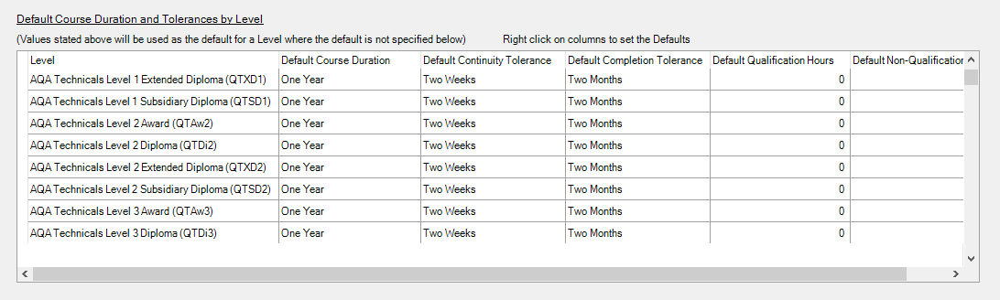 Default Course Duration and Tolerances by Level
(Values stated above will be used as the default for a Level where the default is not specified below) Right click on columns to set the Defaults
Level Default Course Duration Default Continuity Tolerance Default Completion Tolerance Default Qualification Hours Default Non-Qualification
AQA Technicals Level 1 Extended Diploma (QTXD1) One Year Two Weeks Two Months 0
AQA Technicals Level 1 Subsidiary Diploma (QTSD1) One Year Two Weeks Two Months 0
AQA Technicals Level 2 Award (QTAw2) One Year Two Weeks Two Months 0
AQA Technicals Level 2 Diploma (QTDi2) One Year Two Weeks Two Months 0
AQA Technicals Level 2 Extended Diploma (QTXD2) One Year Two Weeks Two Months 0
AQA Technicals Level 2 Subsidiary Diploma (QTSD2) One Year Two Weeks Two Months 0
AQA Technicals Level 3 Award (QTAw3) One Year Two Weeks Two Months 0
AQA Technicals Level 3 Diploma (QTDi3) One Year Two Weeks Two Months 0